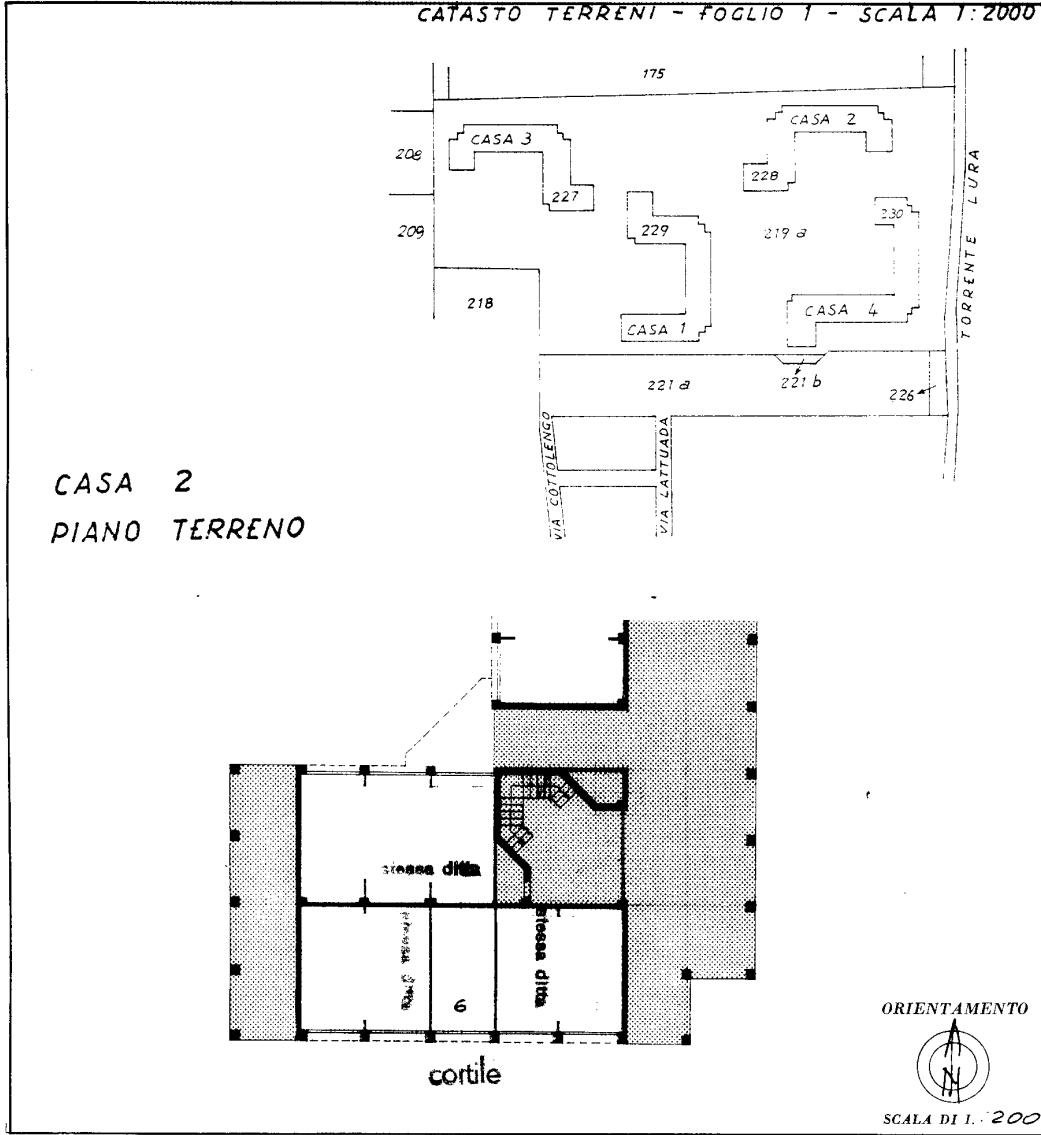 CATASTO TERRENI - FOGLIO 1 - SCALA 1:2000
175
CASA 3
CASA 2
208
227
228
209
229
219 a
230
TORRENTE LURA
218
CASA 1
CASA 4
221 a
221 b
226
VIA COTTOLENGO
VIA LATTUADA
CASA 2
PIANO TERRENO
stessa ditta
stessa ditta
stessa ditta
6
cortile
ORIENTAMENTO
N
SCALA DI 1. 200